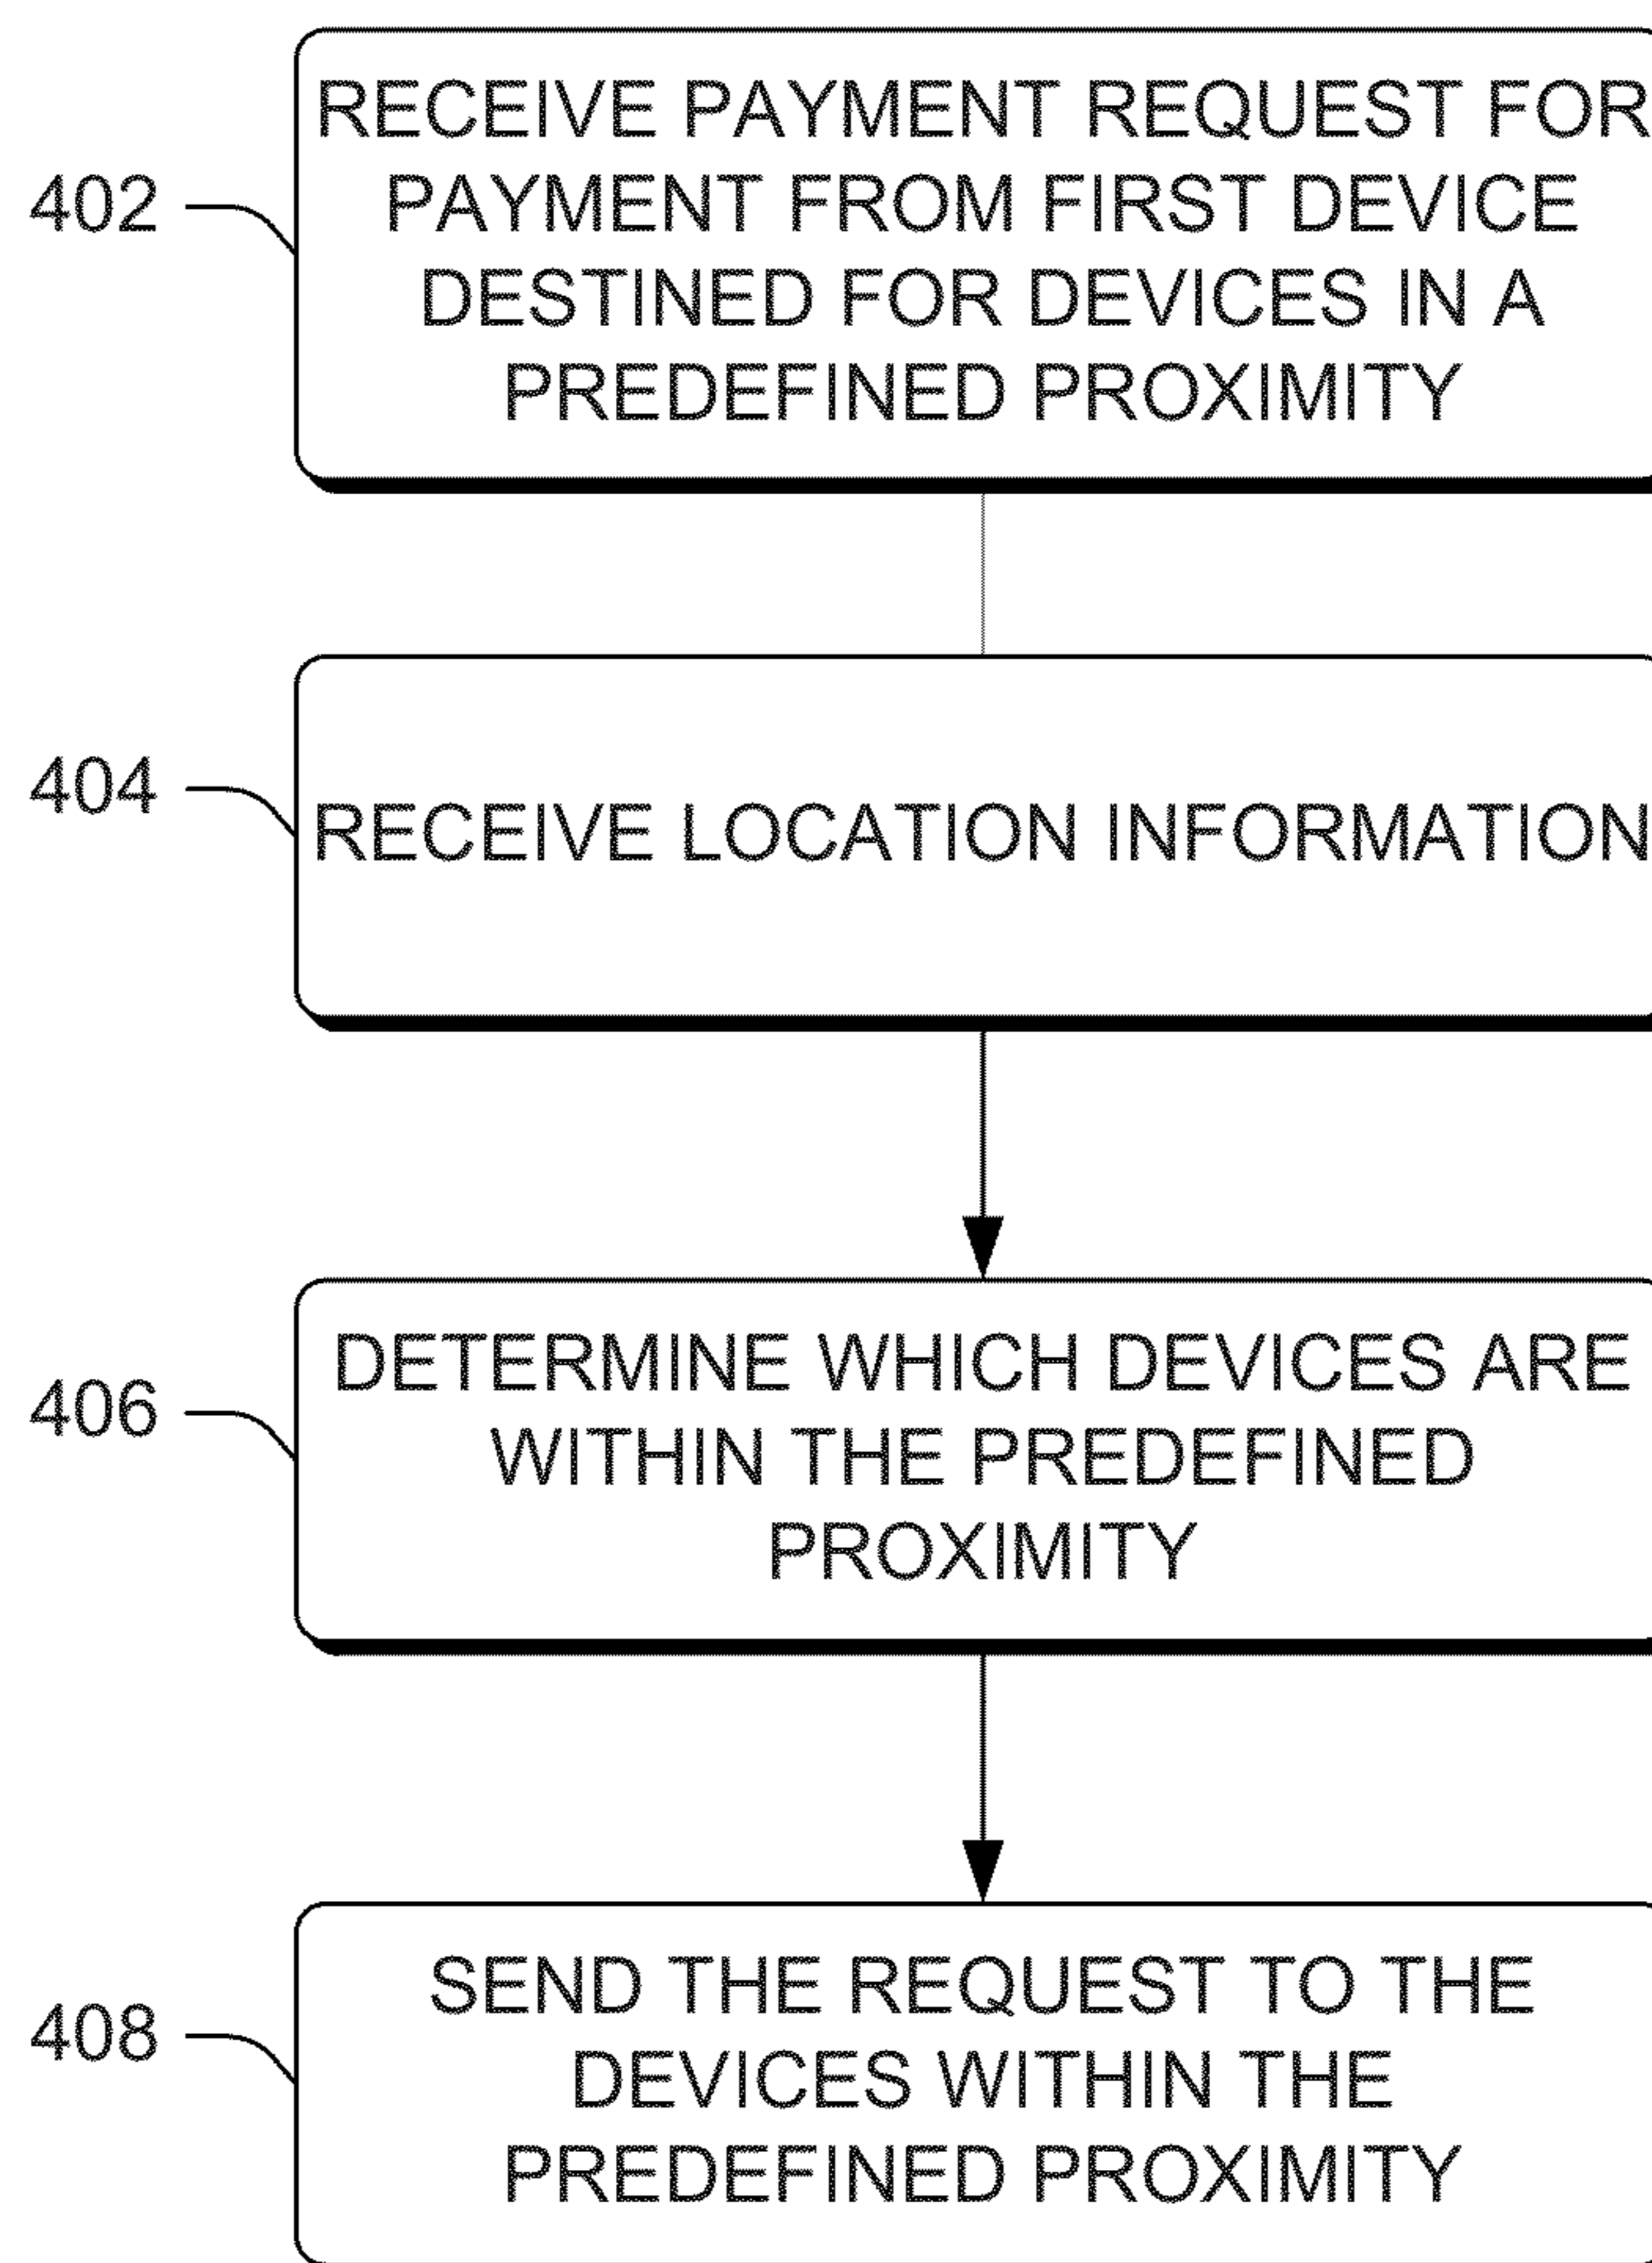 402
RECEIVE PAYMENT REQUEST FOR
PAYMENT FROM FIRST DEVICE
DESTINED FOR DEVICES IN A
PREDEFINED PROXIMITY
404
RECEIVE LOCATION INFORMATION
406
DETERMINE WHICH DEVICES ARE
WITHIN THE PREDEFINED
PROXIMITY
408
SEND THE REQUEST TO THE
DEVICES WITHIN THE
PREDEFINED PROXIMITY